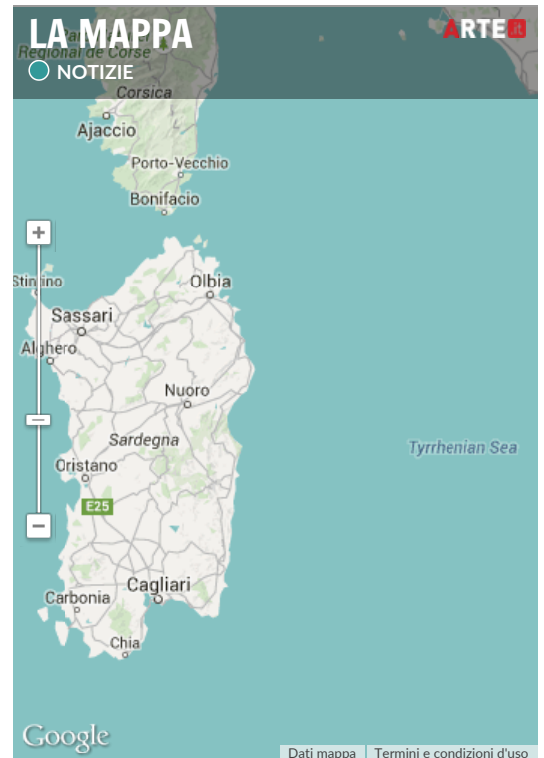 LA MAPPA
ARTE.it
NOTIZIE
Regional de Corse
Corsica
Ajaccio
Porto-Vecchio
Bonifacio
+
Stintino
Olbia
Sassari
Alghero
Nuoro
Sardegna
Tyrrhenian Sea
Oristano
E25
Cagliari
Carbonia
Chia
Google
Dati mappa
Termini e condizioni d'uso